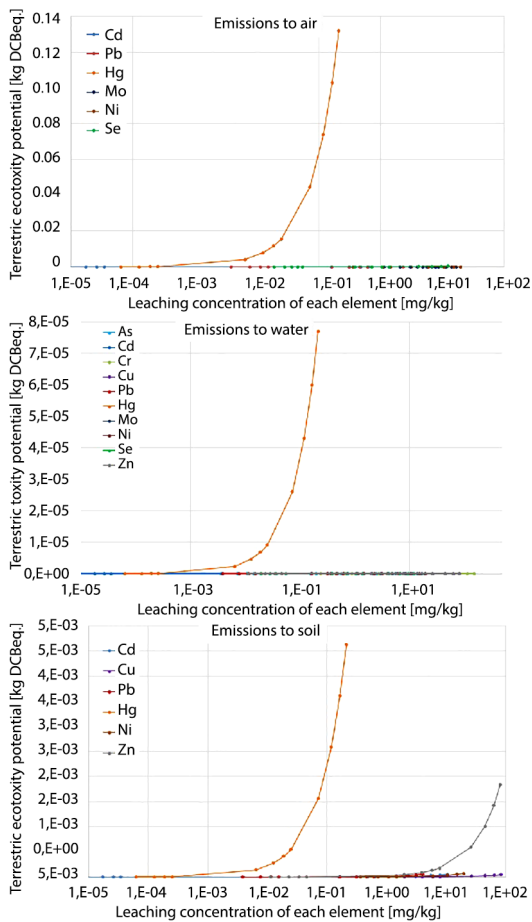 Emissions to air
Terrestric ecotoxity potential [kg DCBeq.]
0.14
0.12
0.10
0.08
0.06
0.04
0.02
0
Cd
Pb
Hg
Mo
Ni
Se
1,E-05 1,E-04 1,E-03 1,E-02 1,E-01 1,E+00 1,E+01 1,E+02
Leaching concentration of each element [mg/kg]
Emissions to water
Terrestric toxity potential [kg DCBeq.]
8,E-05
7,E-05
6,E-05
5,E-05
4,E-05
3,E-05
2,E-05
1,E-05
0,E+00
As
Cd
Cr
Cu
Pb
Hg
Mo
Ni
Se
Zn
1,E-05 1,E-03 1,E-01 1,E+01
Leaching concentration of each element [mg/kg]
Emissions to soil
Terrestric ecotoxity potential [kg DCBeq.]
5,E-03
5,E-03
4,E-03
3,E-03
3,E-03
2,E-03
2,E-03
1,E-03
0,E+00
5,E-03
Cd
Cu
Pb
Hg
Ni
Zn
1,E-05 1,E-04 1,E-03 1,E-02 1,E-01 1,E+00 1,E+01 1,E+02
Leaching concentration of each element [mg/kg]